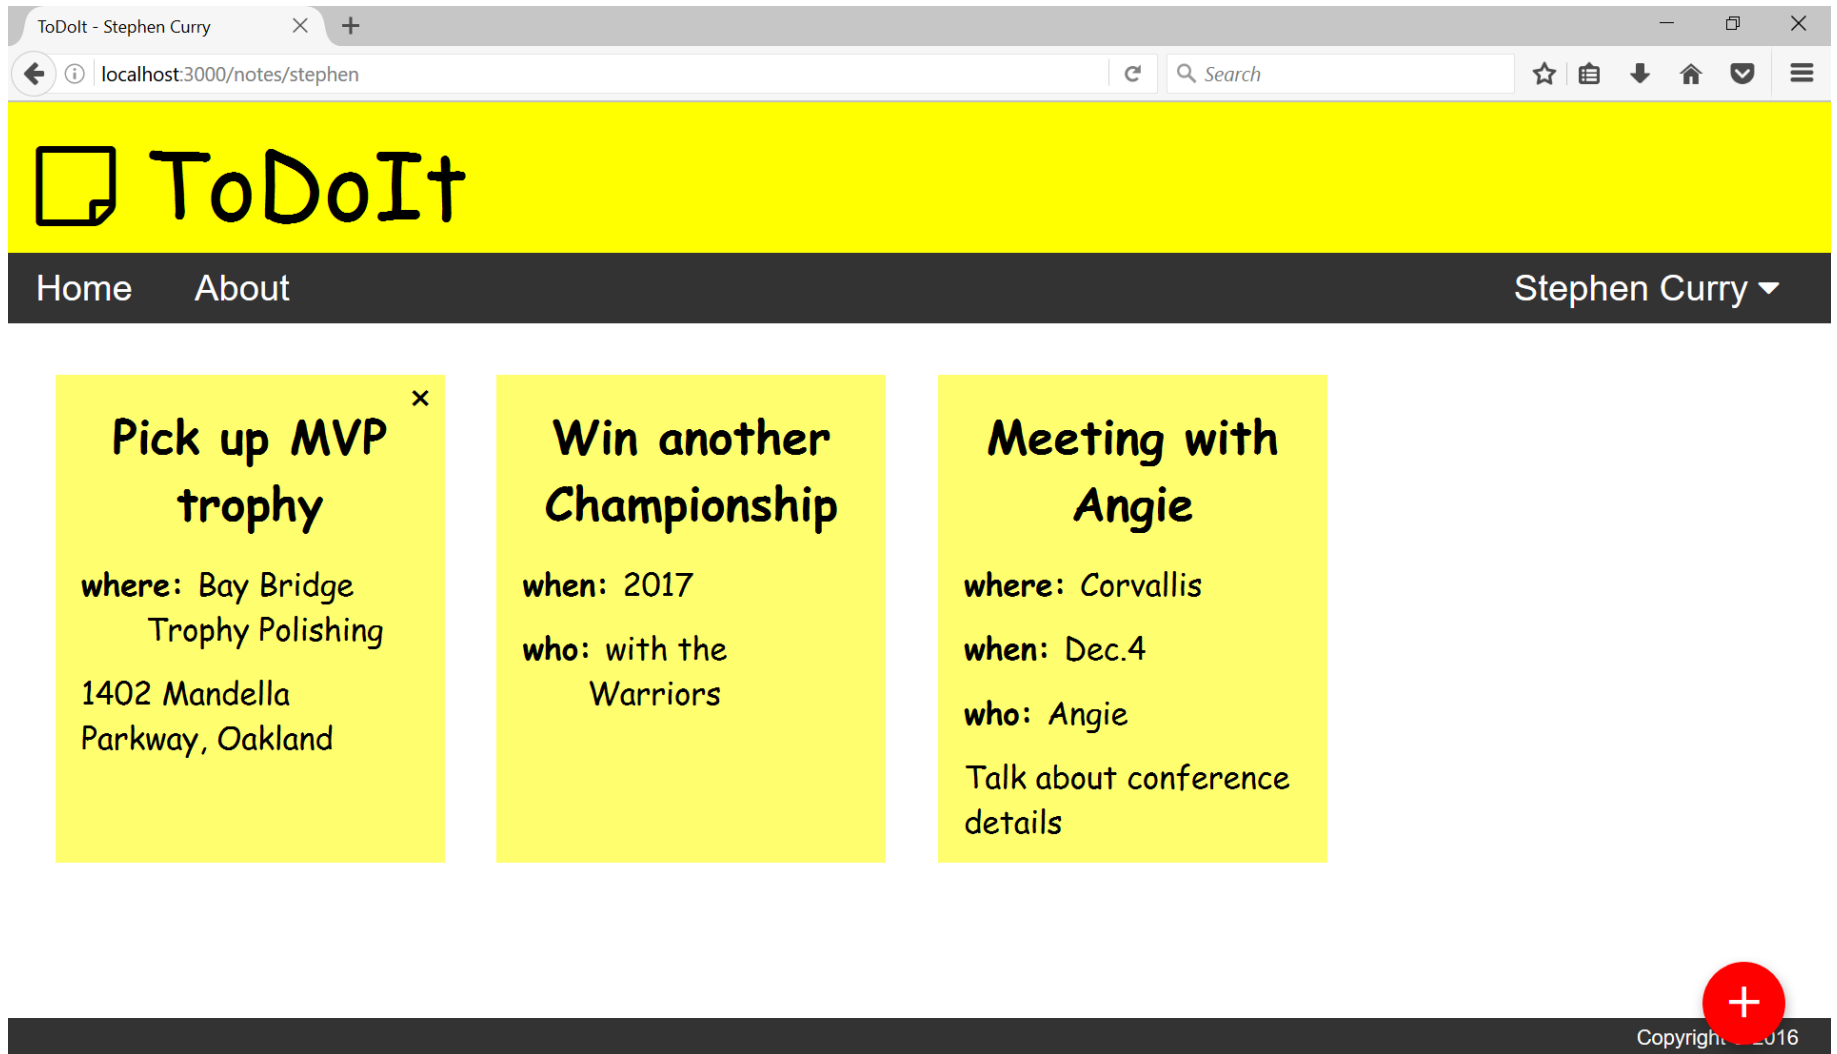 ToDoIt - Stephen Curry
localhost:3000/notes/stephen
Search
ToDoIt
Home
About
Stephen Curry
Pick up MVP
trophy
where: Bay Bridge
Trophy Polishing
1402 Mandella
Parkway, Oakland
Win another
Championship
when: 2017
who: with the
Warriors
Meeting with
Angie
where: Corvallis
when: Dec.4
who: Angie
Talk about conference
details
Copyright 2016